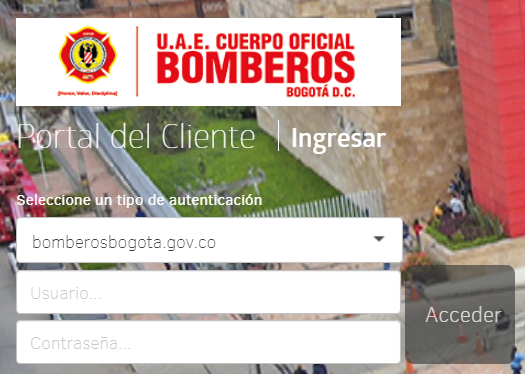 U.A.E. CUERPO OFICIAL
BOMBEROS
BOGOTÁ D.C.
[Honor, Valor, Disciplina]
Portal del Cliente | Ingresar
Seleccione un tipo de autenticación
bomberosbogota.gov.co
Usuario...
Contraseña...
Acceder